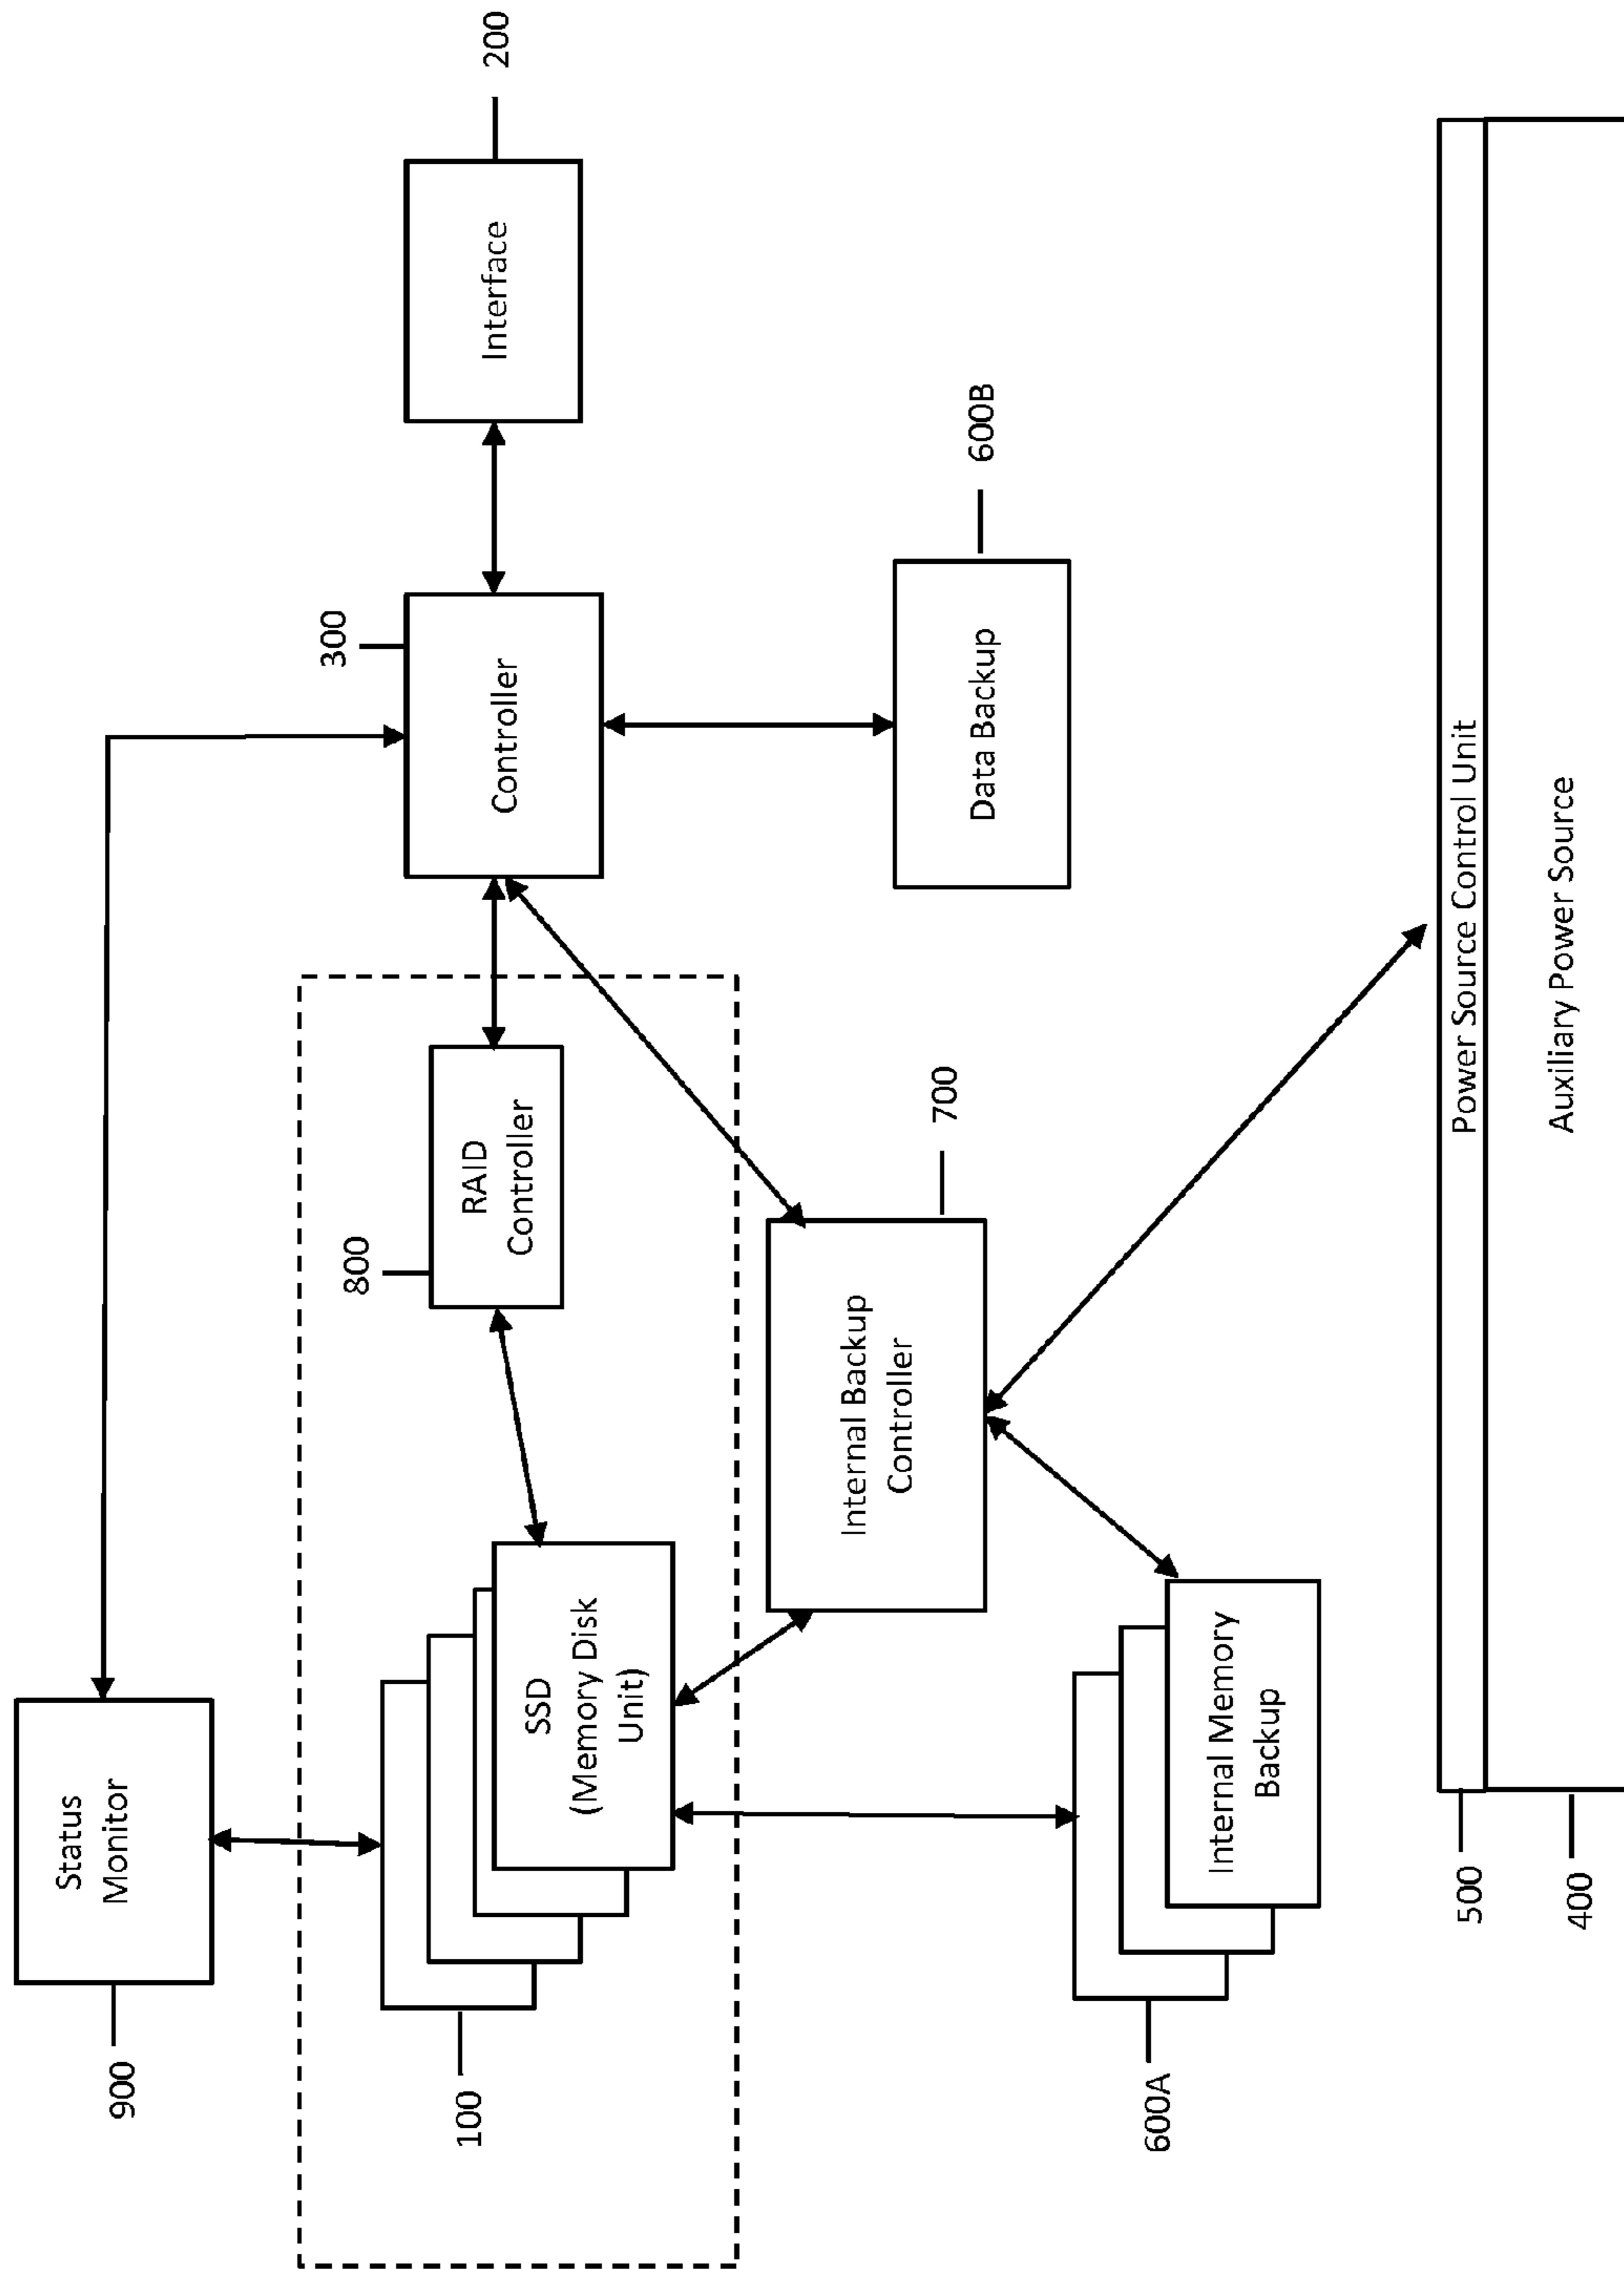 900
Status
Monitor
100
SSD
(Memory Disk
Unit)
800
RAID
Controller
300
Controller
Interface
200
Internal Backup
Controller
700
Data Backup
600B
600A
Internal Memory
Backup
500
Power Source Control Unit
400
Auxiliary Power Source